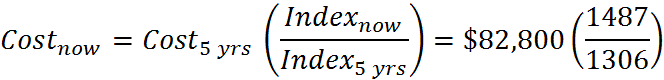 Cost_now = Cost_5 yrs (Index_now / Index_5 yrs) = $82,800 (1487 / 1306)